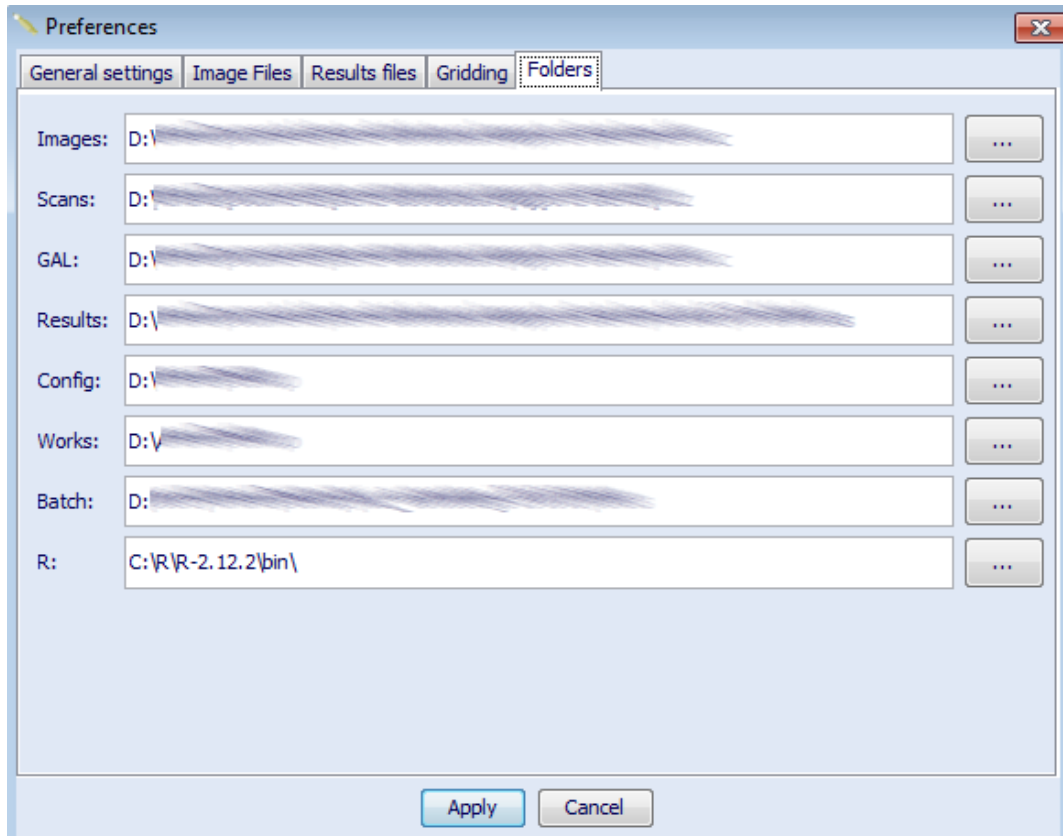 Preferences
General settings Image Files Results files Gridding Folders
Images: D:\ ...
Scans: D:\ ...
GAL: D:\ ...
Results: D:\ ...
Config: D:\ ...
Works: D:\ ...
Batch: D: ...
R: C:\R\R-2.12.2\bin\ ...
Apply Cancel